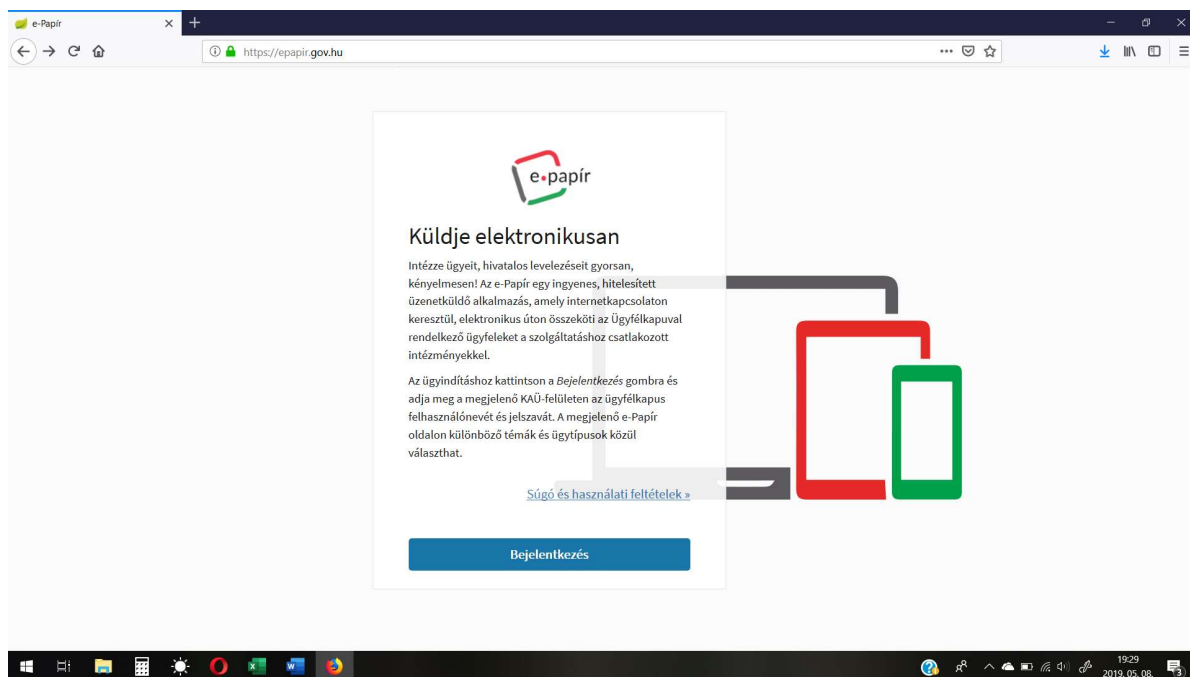 e-Papír
https://epapir.gov.hu
e•papír
Küldje elektronikusan
Intézze ügyeit, hivatalos levelezéseit gyorsan,
kényelmesen! Az e-Papír egy ingyenes, hitelesített
üzenetküldő alkalmazás, amely internetkapcsolaton
keresztül, elektronikus úton összeköti az Ügyfélkapuval
rendelkező ügyfeleket a szolgáltatáshoz csatlakozott
intézményekkel.
Az ügyindításhoz kattintson a Bejelentkezés gombra és
adja meg a megjelenő KAÜ-felületen az ügyfélkapus
felhasználónevét és jelszavát. A megjelenő e-Papír
oldalon különböző témák és ügytípusok közül
választhat.
Súgó és használati feltételek »
Bejelentkezés
19:29
2019. 05. 08.
3